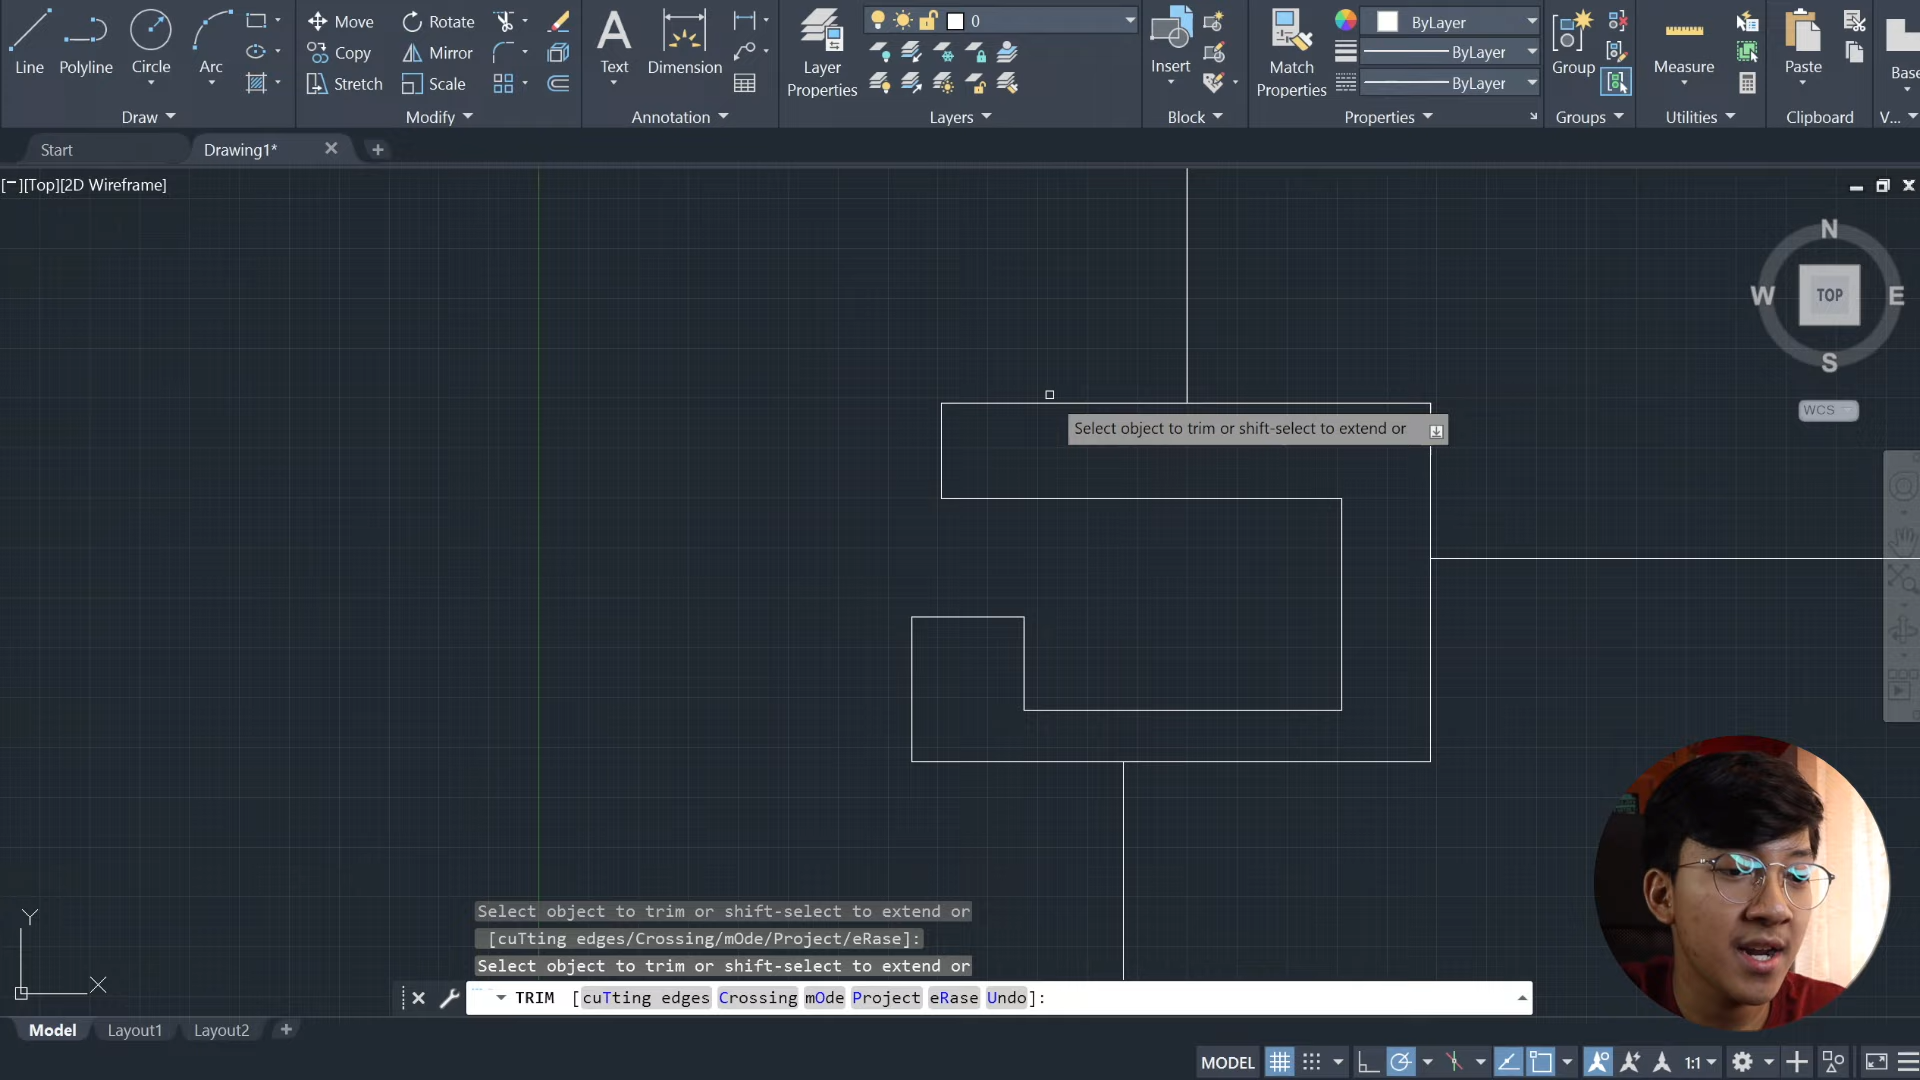 Move Rotate
Copy Mirror
Stretch Scale
Line Polyline Circle Arc
Text Dimension
Layer Properties
0
Insert
Match Properties
ByLayer
ByLayer
ByLayer
Group
Measure
Paste
Base
Draw Modify Annotation Layers Block Properties Groups Utilities Clipboard V...
Start Drawing1*
[−][Top][2D Wireframe]
N
W TOP E
S
WCS
Select object to trim or shift-select to extend or
Y
X
Select object to trim or shift-select to extend or
[cuTting edges/Crossing/mOde/Project/eRase]:
Select object to trim or shift-select to extend or
TRIM [cuTting edges Crossing mOde Project eRase Undo]:
Model Layout1 Layout2
MODEL 1:1